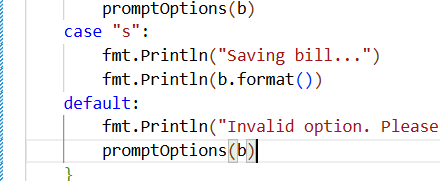 promptOptions(b)
case "s":
fmt.Println("Saving bill...")
fmt.Println(b.format())
default:
fmt.Println("Invalid option. Please
promptOptions(b)
}